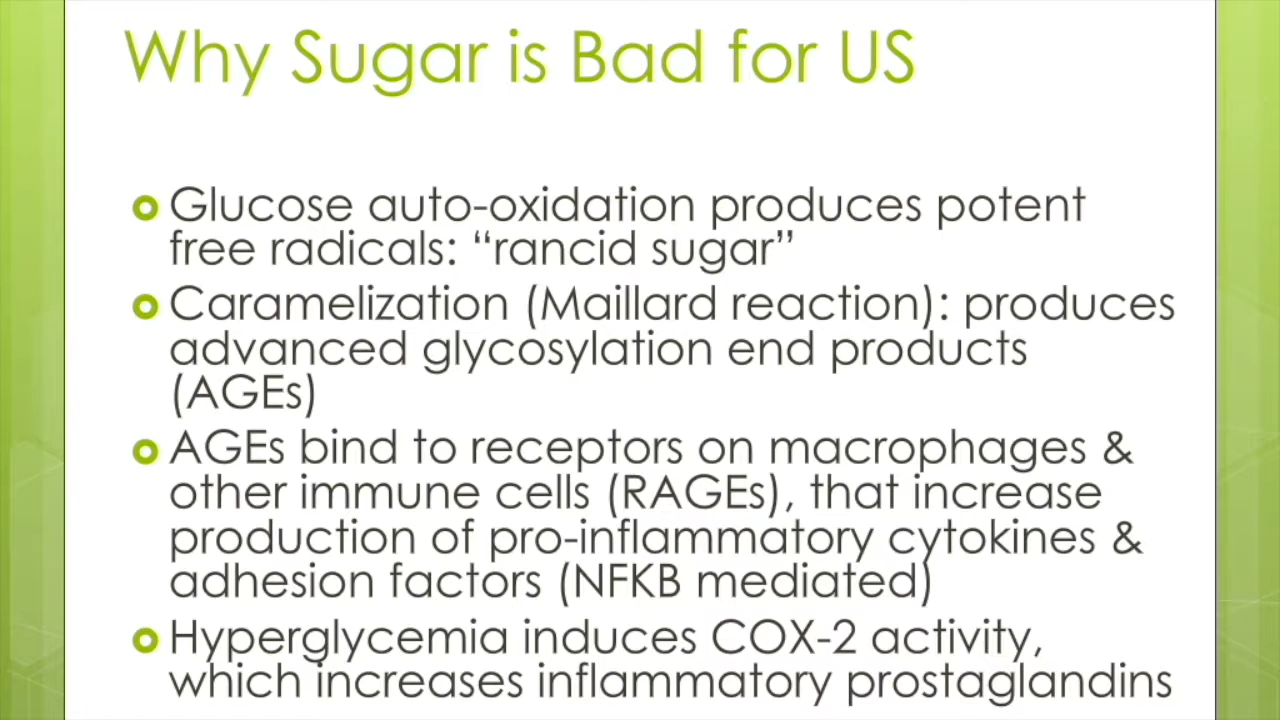 Why Sugar is Bad for US
Glucose auto-oxidation produces potent
free radicals: “rancid sugar”
Caramelization (Maillard reaction): produces
advanced glycosylation end products
(AGEs)
AGEs bind to receptors on macrophages &
other immune cells (RAGEs), that increase
production of pro-inflammatory cytokines &
adhesion factors (NFKB mediated)
Hyperglycemia induces COX-2 activity,
which increases inflammatory prostaglandins